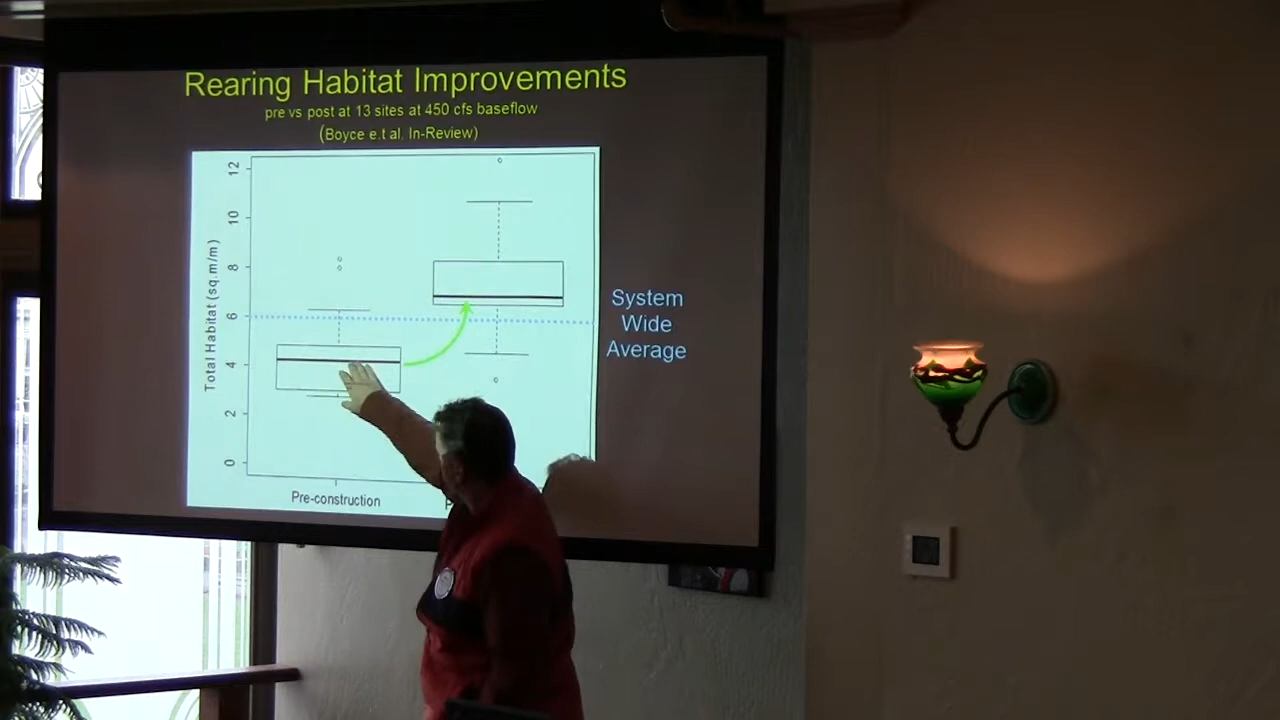 Rearing Habitat Improvements
pre vs post at 13 sites at 450 cfs baseflow
(Boyce e.t al. In-Review)
12
10
8
6
4
2
0
Total Habitat (sq.m/m)
System
Wide
Average
Pre-construction